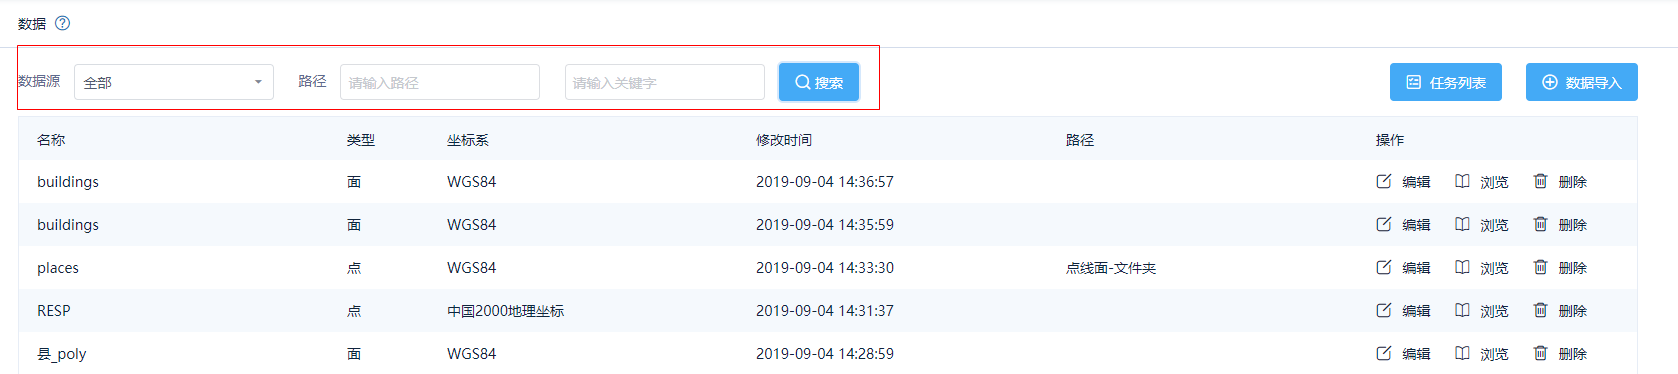 数据 ?
数据源 全部 路径 请输入路径 请输入关键字 搜索 任务列表 数据导入
名称 类型 坐标系 修改时间 路径 操作
buildings 面 WGS84 2019-09-04 14:36:57 编辑 浏览 删除
buildings 面 WGS84 2019-09-04 14:35:59 编辑 浏览 删除
places 点 WGS84 2019-09-04 14:33:30 点线面-文件夹 编辑 浏览 删除
RESP 点 中国2000地理坐标 2019-09-04 14:31:37 编辑 浏览 删除
县_poly 面 WGS84 2019-09-04 14:28:59 编辑 浏览 删除